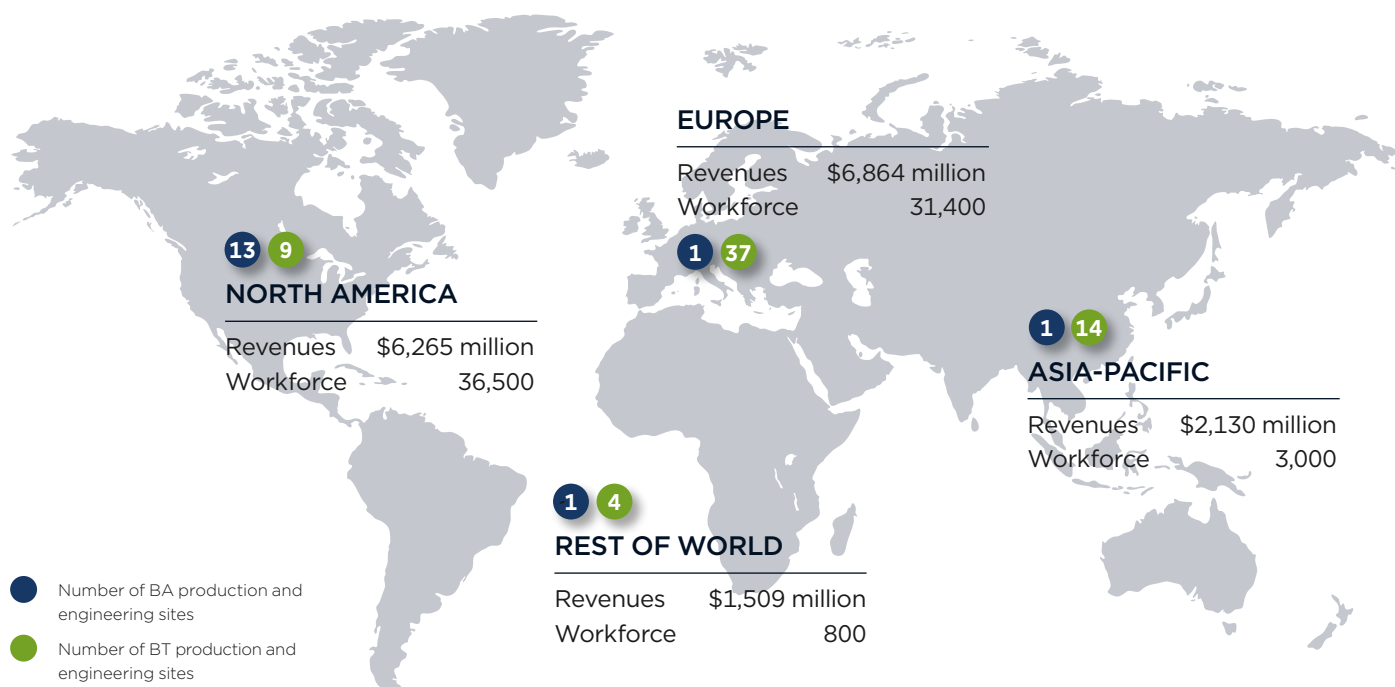 EUROPE
Revenues $6,864 million
Workforce 31,400
1 37
13 9
NORTH AMERICA
Revenues $6,265 million
Workforce 36,500
1 14
ASIA-PACIFIC
Revenues $2,130 million
Workforce 3,000
1 4
REST OF WORLD
Revenues $1,509 million
Workforce 800
Number of BA production and
engineering sites
Number of BT production and
engineering sites